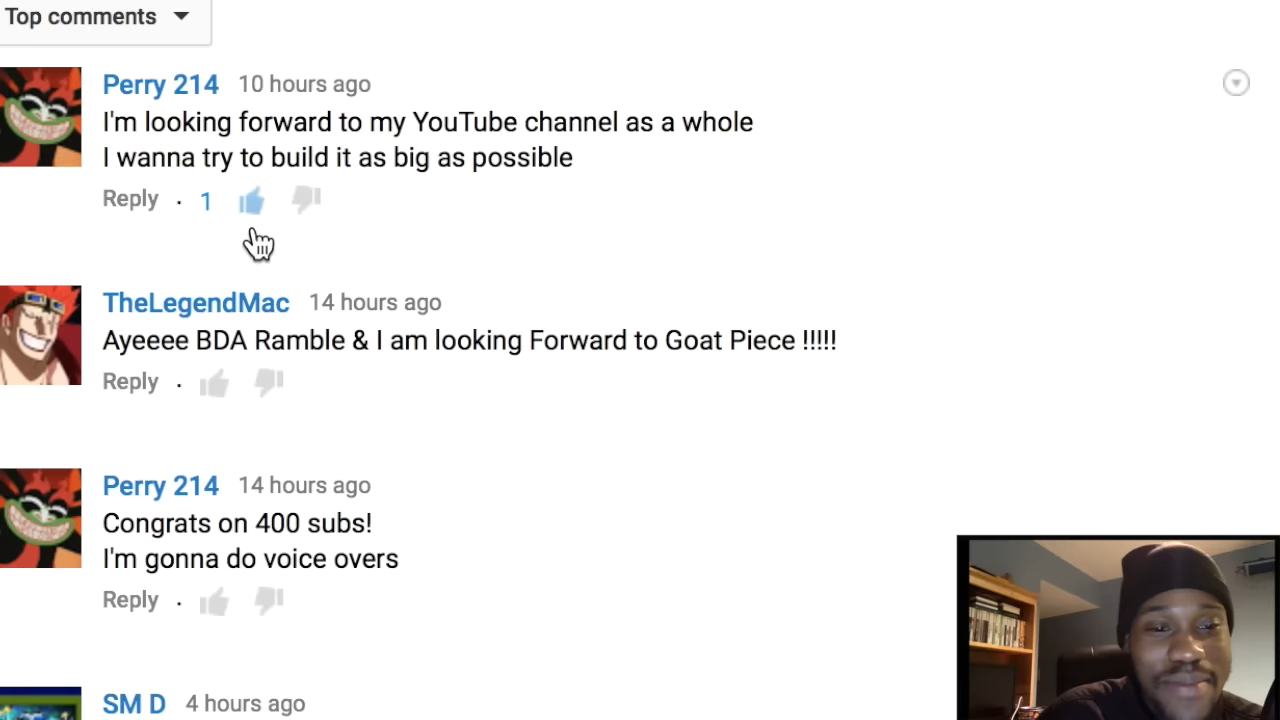 Top comments
Perry 214 10 hours ago
I'm looking forward to my YouTube channel as a whole
I wanna try to build it as big as possible
Reply . 1
TheLegendMac 14 hours ago
Ayeeee BDA Ramble & I am looking Forward to Goat Piece !!!!!
Reply .
Perry 214 14 hours ago
Congrats on 400 subs!
I'm gonna do voice overs
Reply .
SM D 4 hours ago